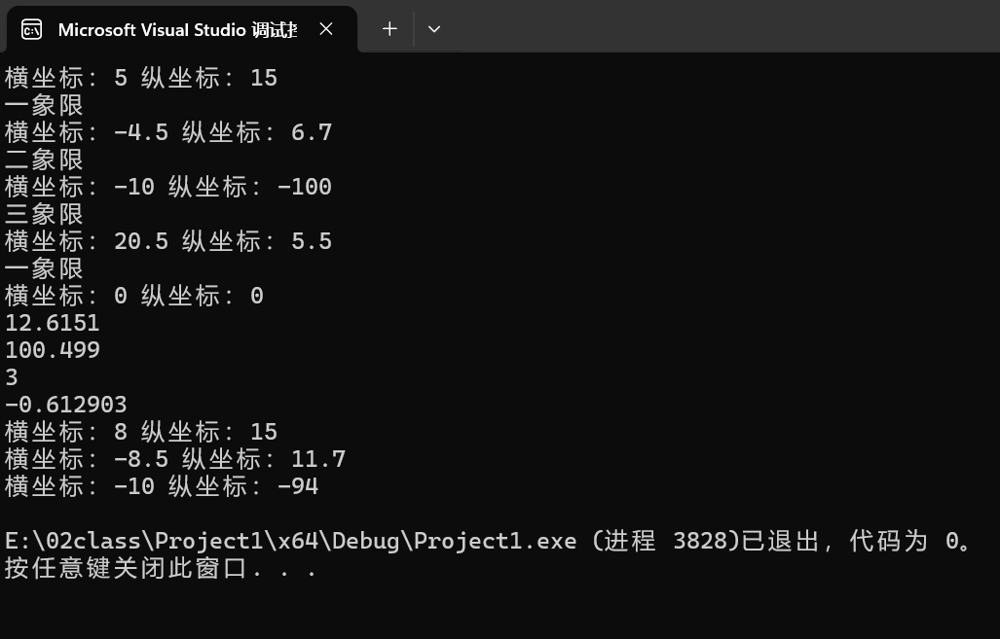 Microsoft Visual Studio 调试
横坐标: 5 纵坐标: 15
一象限
横坐标: -4.5 纵坐标: 6.7
二象限
横坐标: -10 纵坐标: -100
三象限
横坐标: 20.5 纵坐标: 5.5
一象限
横坐标: 0 纵坐标: 0
12.6151
100.499
3
-0.612903
横坐标: 8 纵坐标: 15
横坐标: -8.5 纵坐标: 11.7
横坐标: -10 纵坐标: -94
E:\02class\Project1\x64\Debug\Project1.exe (进程 3828)已退出，代码为 0。
按任意键关闭此窗口. . .